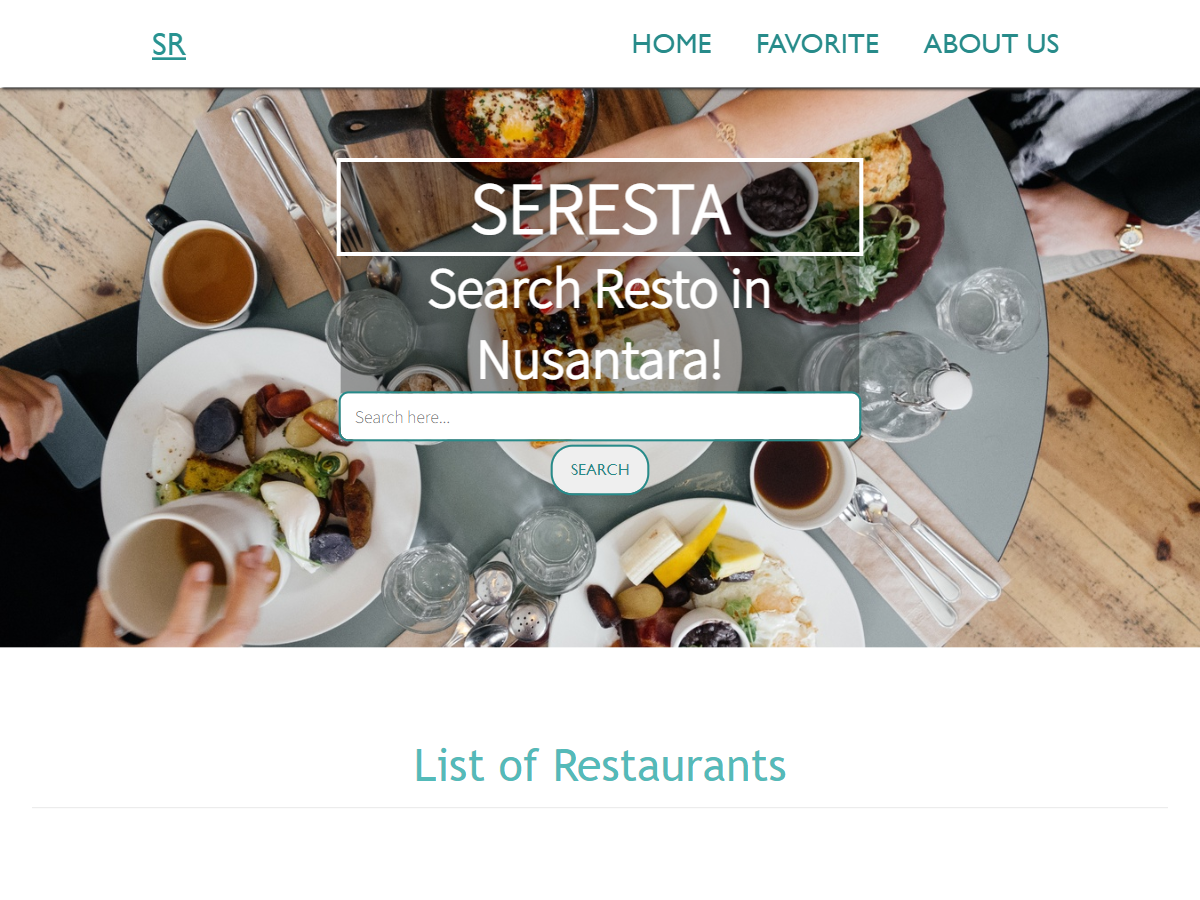 SR
HOME FAVORITE ABOUT US
SERESTA
Search Resto in
Nusantara!
Search here...
SEARCH
List of Restaurants